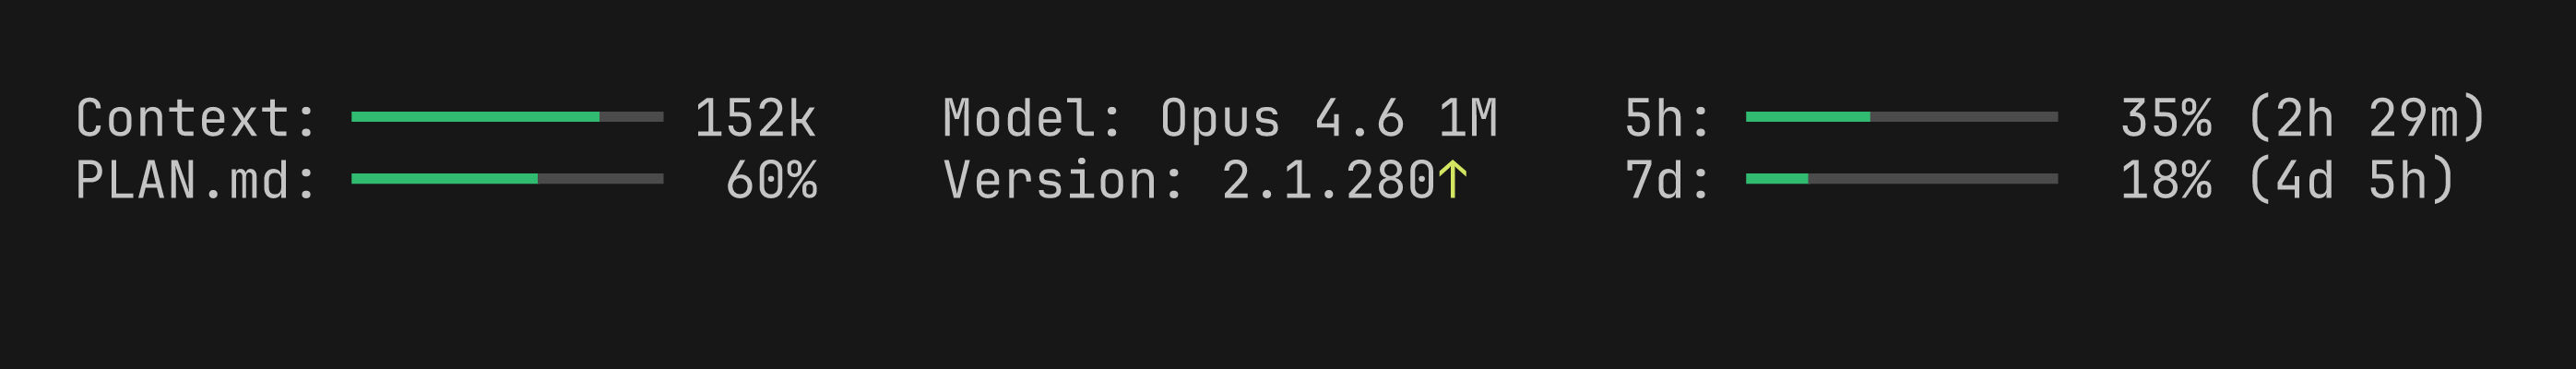 Context: 152k Model: Opus 4.6 1M 5h: 35% (2h 29m)
PLAN.md: 60% Version: 2.1.280↑ 7d: 18% (4d 5h)